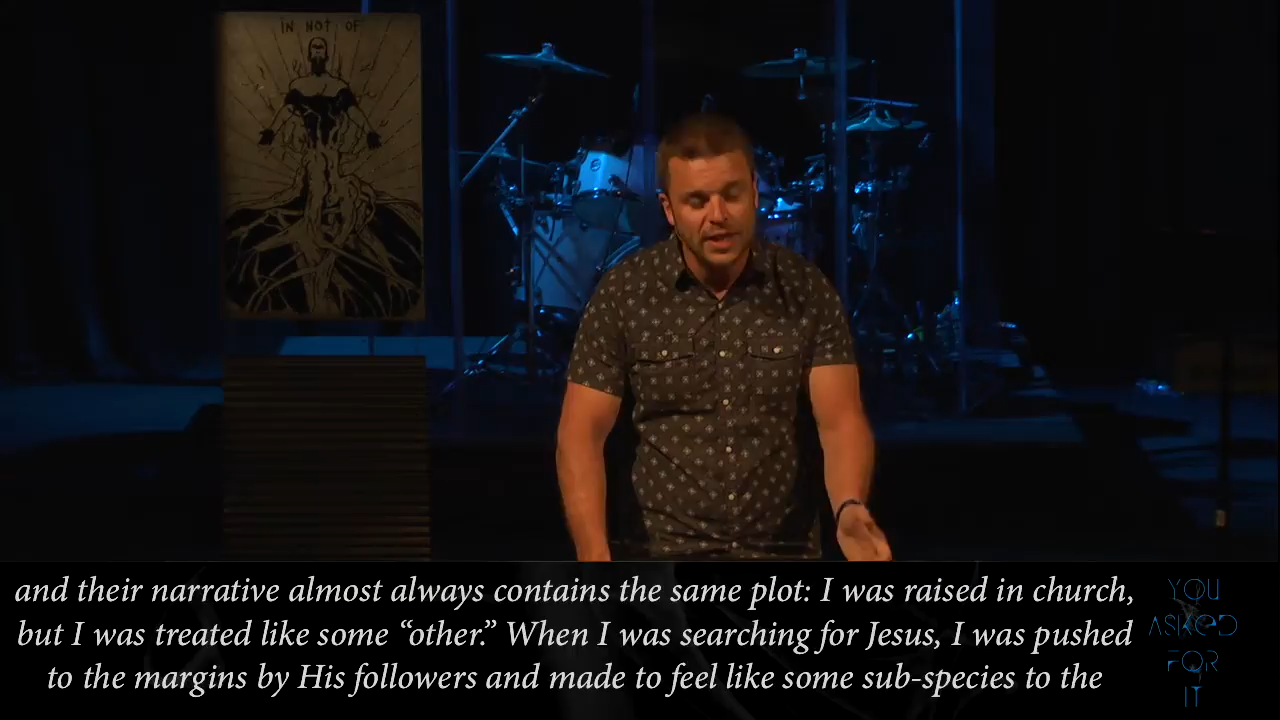 IN NOT OF
and their narrative almost always contains the same plot: I was raised in church,
but I was treated like some “other.” When I was searching for Jesus, I was pushed
to the margins by His followers and made to feel like some sub-species to the
YOU
ASKED
FOR
IT